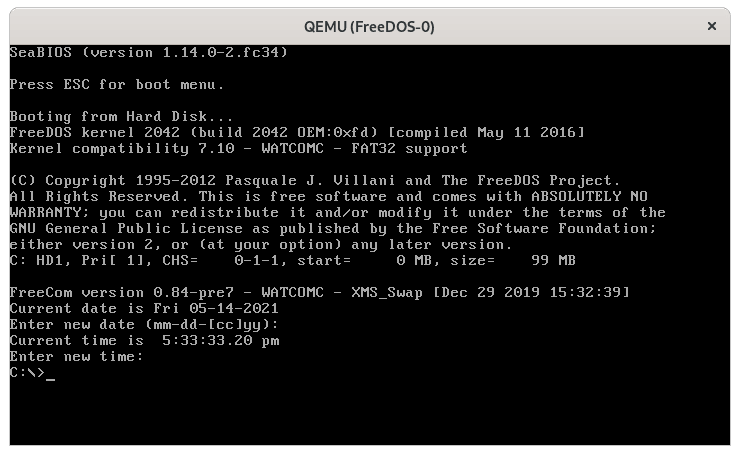 QEMU (FreeDOS-0)
×
SeaBIOS (version 1.14.0-2.fc34)
Press ESC for boot menu.
Booting from Hard Disk...
FreeDOS kernel 2042 (build 2042 OEM:0xfd) [compiled May 11 2016]
Kernel compatibility 7.10 - WATCOMC - FAT32 support
(C) Copyright 1995-2012 Pasquale J. Villani and The FreeDOS Project.
All Rights Reserved. This is free software and comes with ABSOLUTELY NO
WARRANTY; you can redistribute it and/or modify it under the terms of the
GNU General Public License as published by the Free Software Foundation;
either version 2, or (at your option) any later version.
C: HD1, Pri[ 1], CHS=    0-1-1, start=     0 MB, size=    99 MB
FreeCom version 0.84-pre7 - WATCOMC - XMS_Swap [Dec 29 2019 15:32:39]
Current date is Fri 05-14-2021
Enter new date (mm-dd-[cc]yy):
Current time is  5:33:33.20 pm
Enter new time:
C:\>_